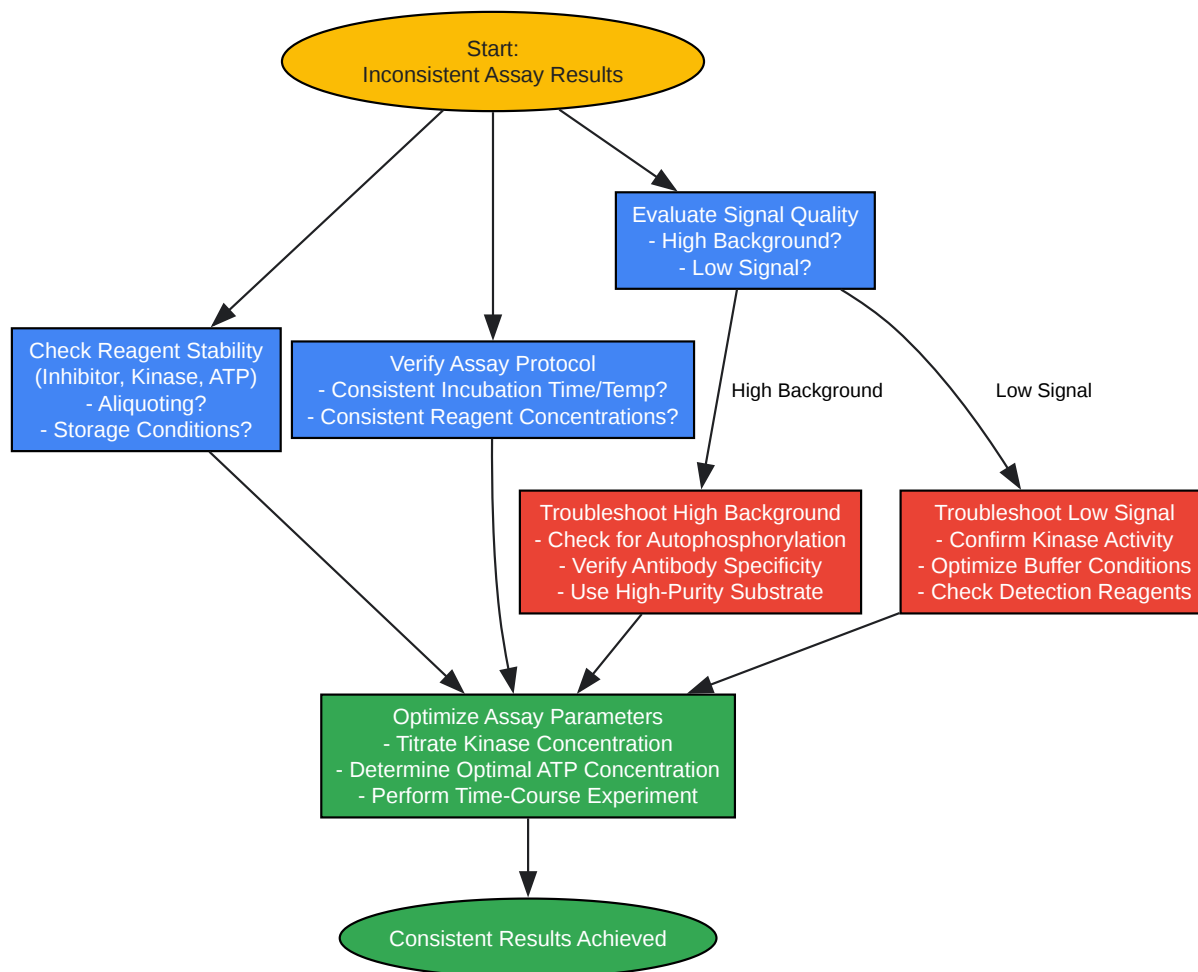 Start:
Inconsistent Assay Results
Evaluate Signal Quality
- High Background?
- Low Signal?
Check Reagent Stability
(Inhibitor, Kinase, ATP)
- Aliquoting?
- Storage Conditions?
Verify Assay Protocol
- Consistent Incubation Time/Temp?
- Consistent Reagent Concentrations?
High Background
Low Signal
Troubleshoot High Background
- Check for Autophosphorylation
- Verify Antibody Specificity
- Use High-Purity Substrate
Troubleshoot Low Signal
- Confirm Kinase Activity
- Optimize Buffer Conditions
- Check Detection Reagents
Optimize Assay Parameters
- Titrate Kinase Concentration
- Determine Optimal ATP Concentration
- Perform Time-Course Experiment
Consistent Results Achieved